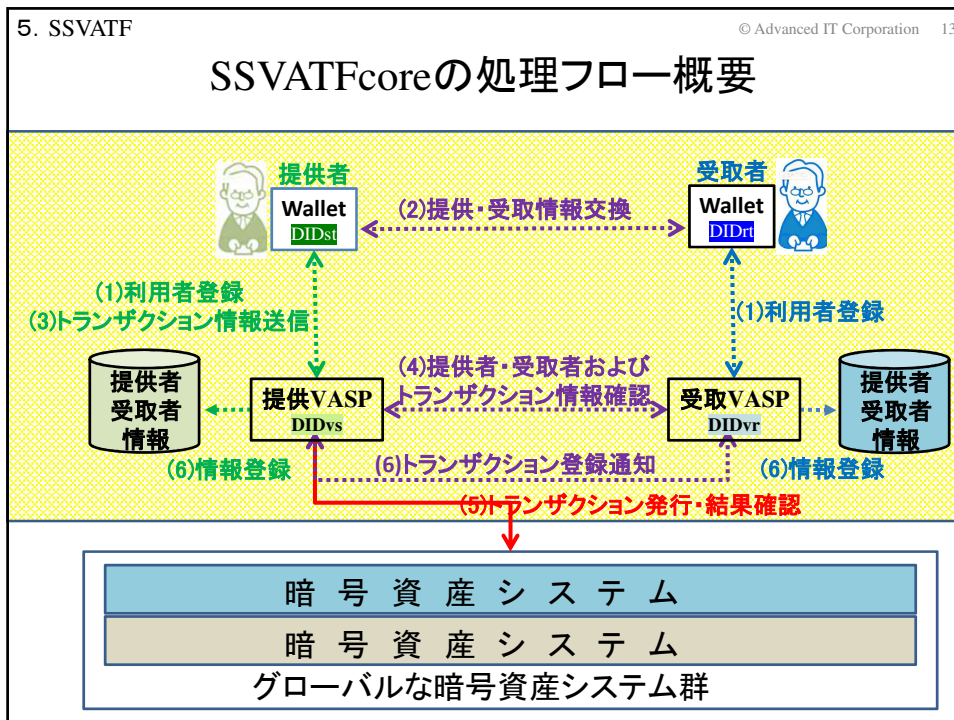 5. SSVATF
© Advanced IT Corporation 13
SSVATFcoreの処理フロー概要
提供者
Wallet
DIDst
受取者
Wallet
DIDrt
(2)提供・受取情報交換
(1)利用者登録
(3)トランザクション情報送信
(1)利用者登録
提供者
受取者
情報
提供VASP
DIDvs
(4)提供者・受取者および
トランザクション情報確認
受取VASP
DIDvr
提供者
受取者
情報
(6)情報登録
(6)トランザクション登録通知
(6)情報登録
(5)トランザクション発行・結果確認
暗号資産システム
暗号資産システム
グローバルな暗号資産システム群